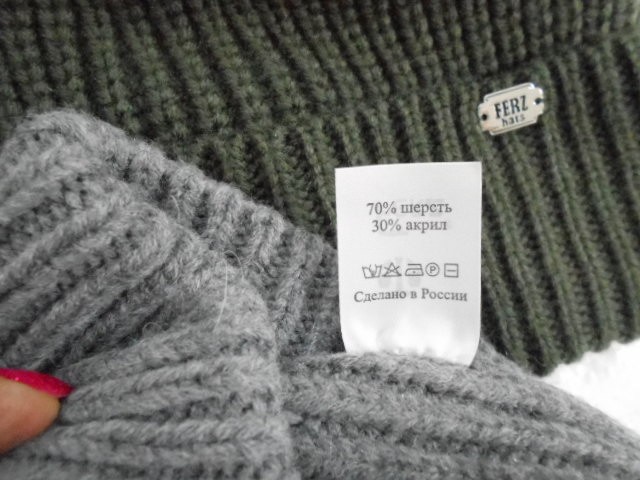 FERZ
hats
70% шерсть
30% акрил
Сделано в России